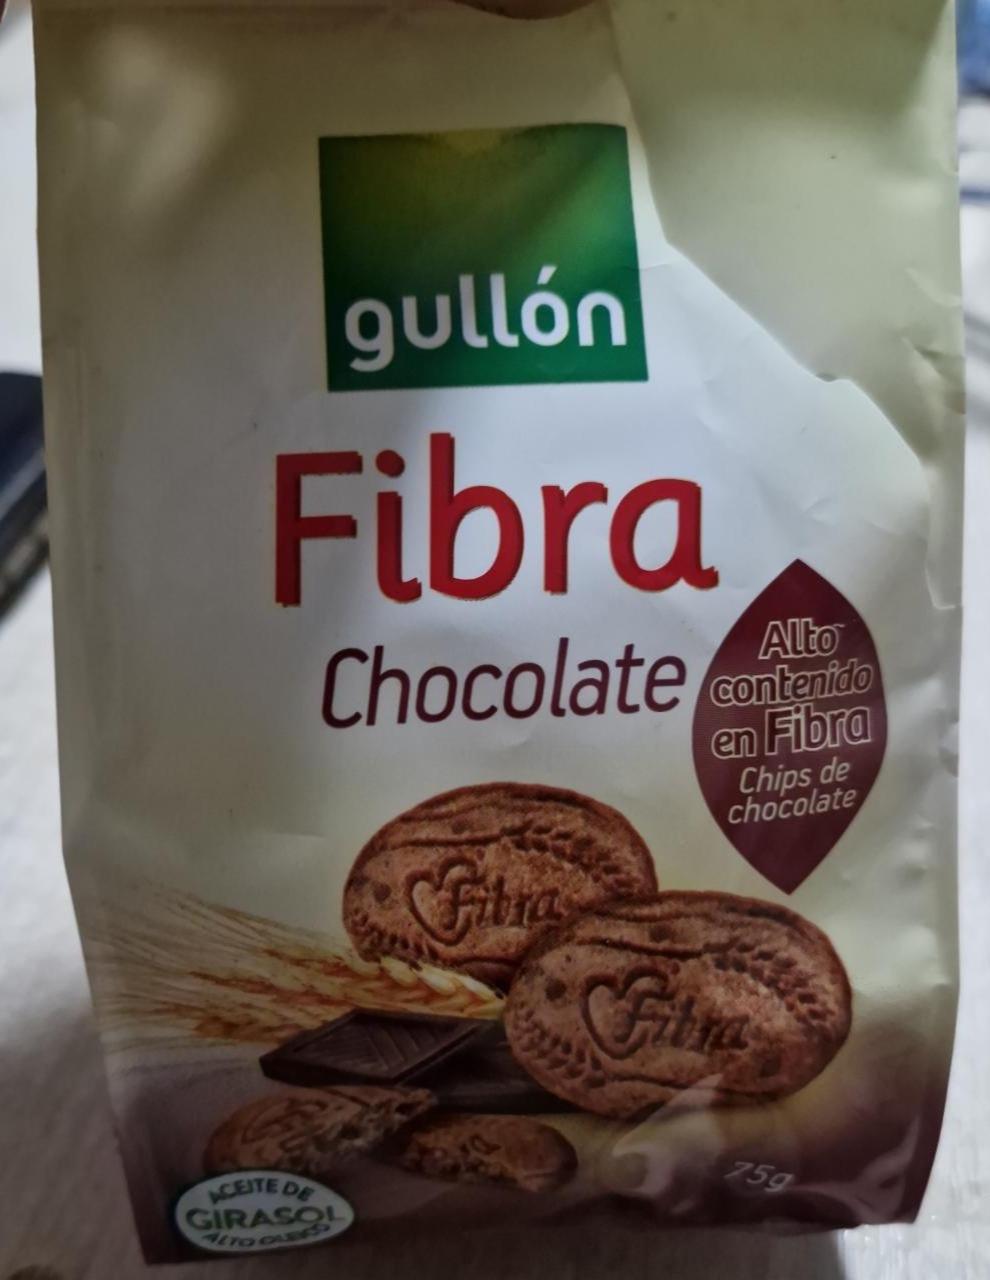 gullón
Fibra
Chocolate
Alto
contenido
en Fibra
Chips de
chocolate
Fibra
Fibra
75g
ACEITE DE
GIRASOL
ALTO OLEICO